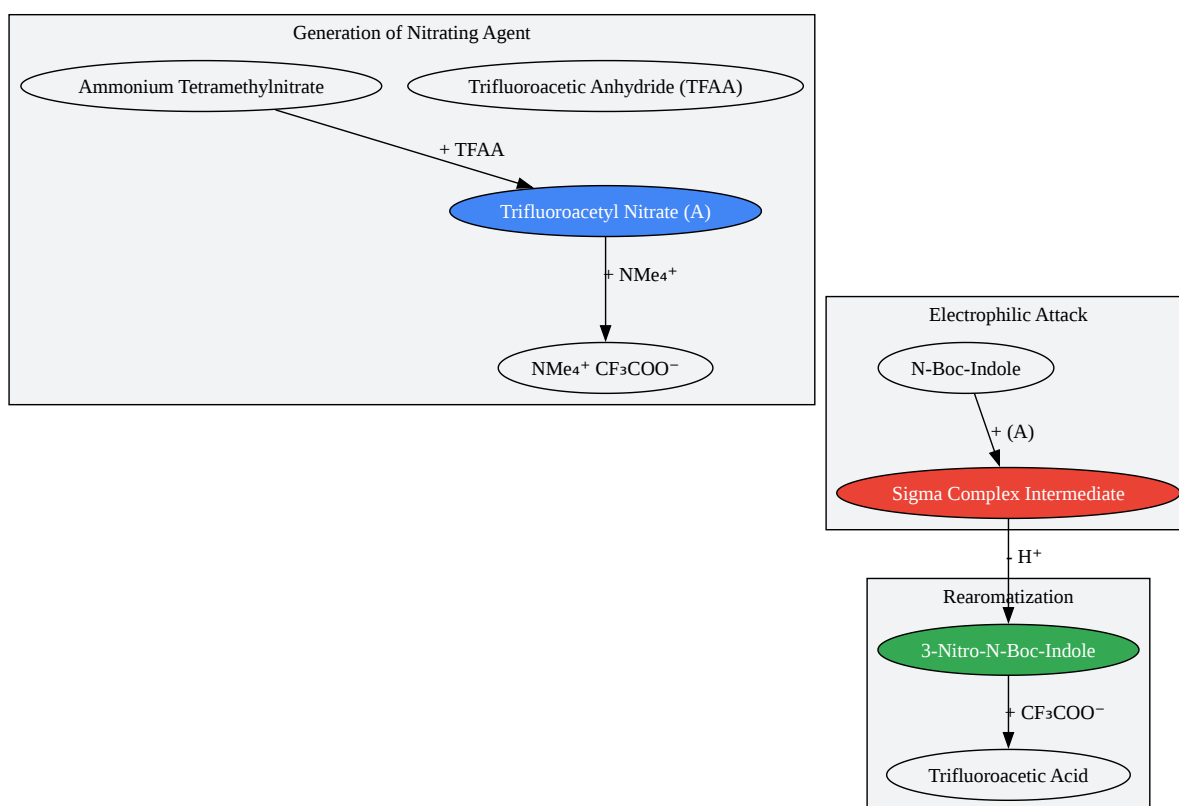 Generation of Nitrating Agent
Ammonium Tetramethylnitrate
Trifluoroacetic Anhydride (TFAA)
+ TFAA
Trifluoroacetyl Nitrate (A)
+ NMe₄⁺
NMe₄⁺ CF₃COO⁻
Electrophilic Attack
N-Boc-Indole
+ (A)
Sigma Complex Intermediate
- H⁺
Rearomatization
3-Nitro-N-Boc-Indole
+ CF₃COO⁻
Trifluoroacetic Acid